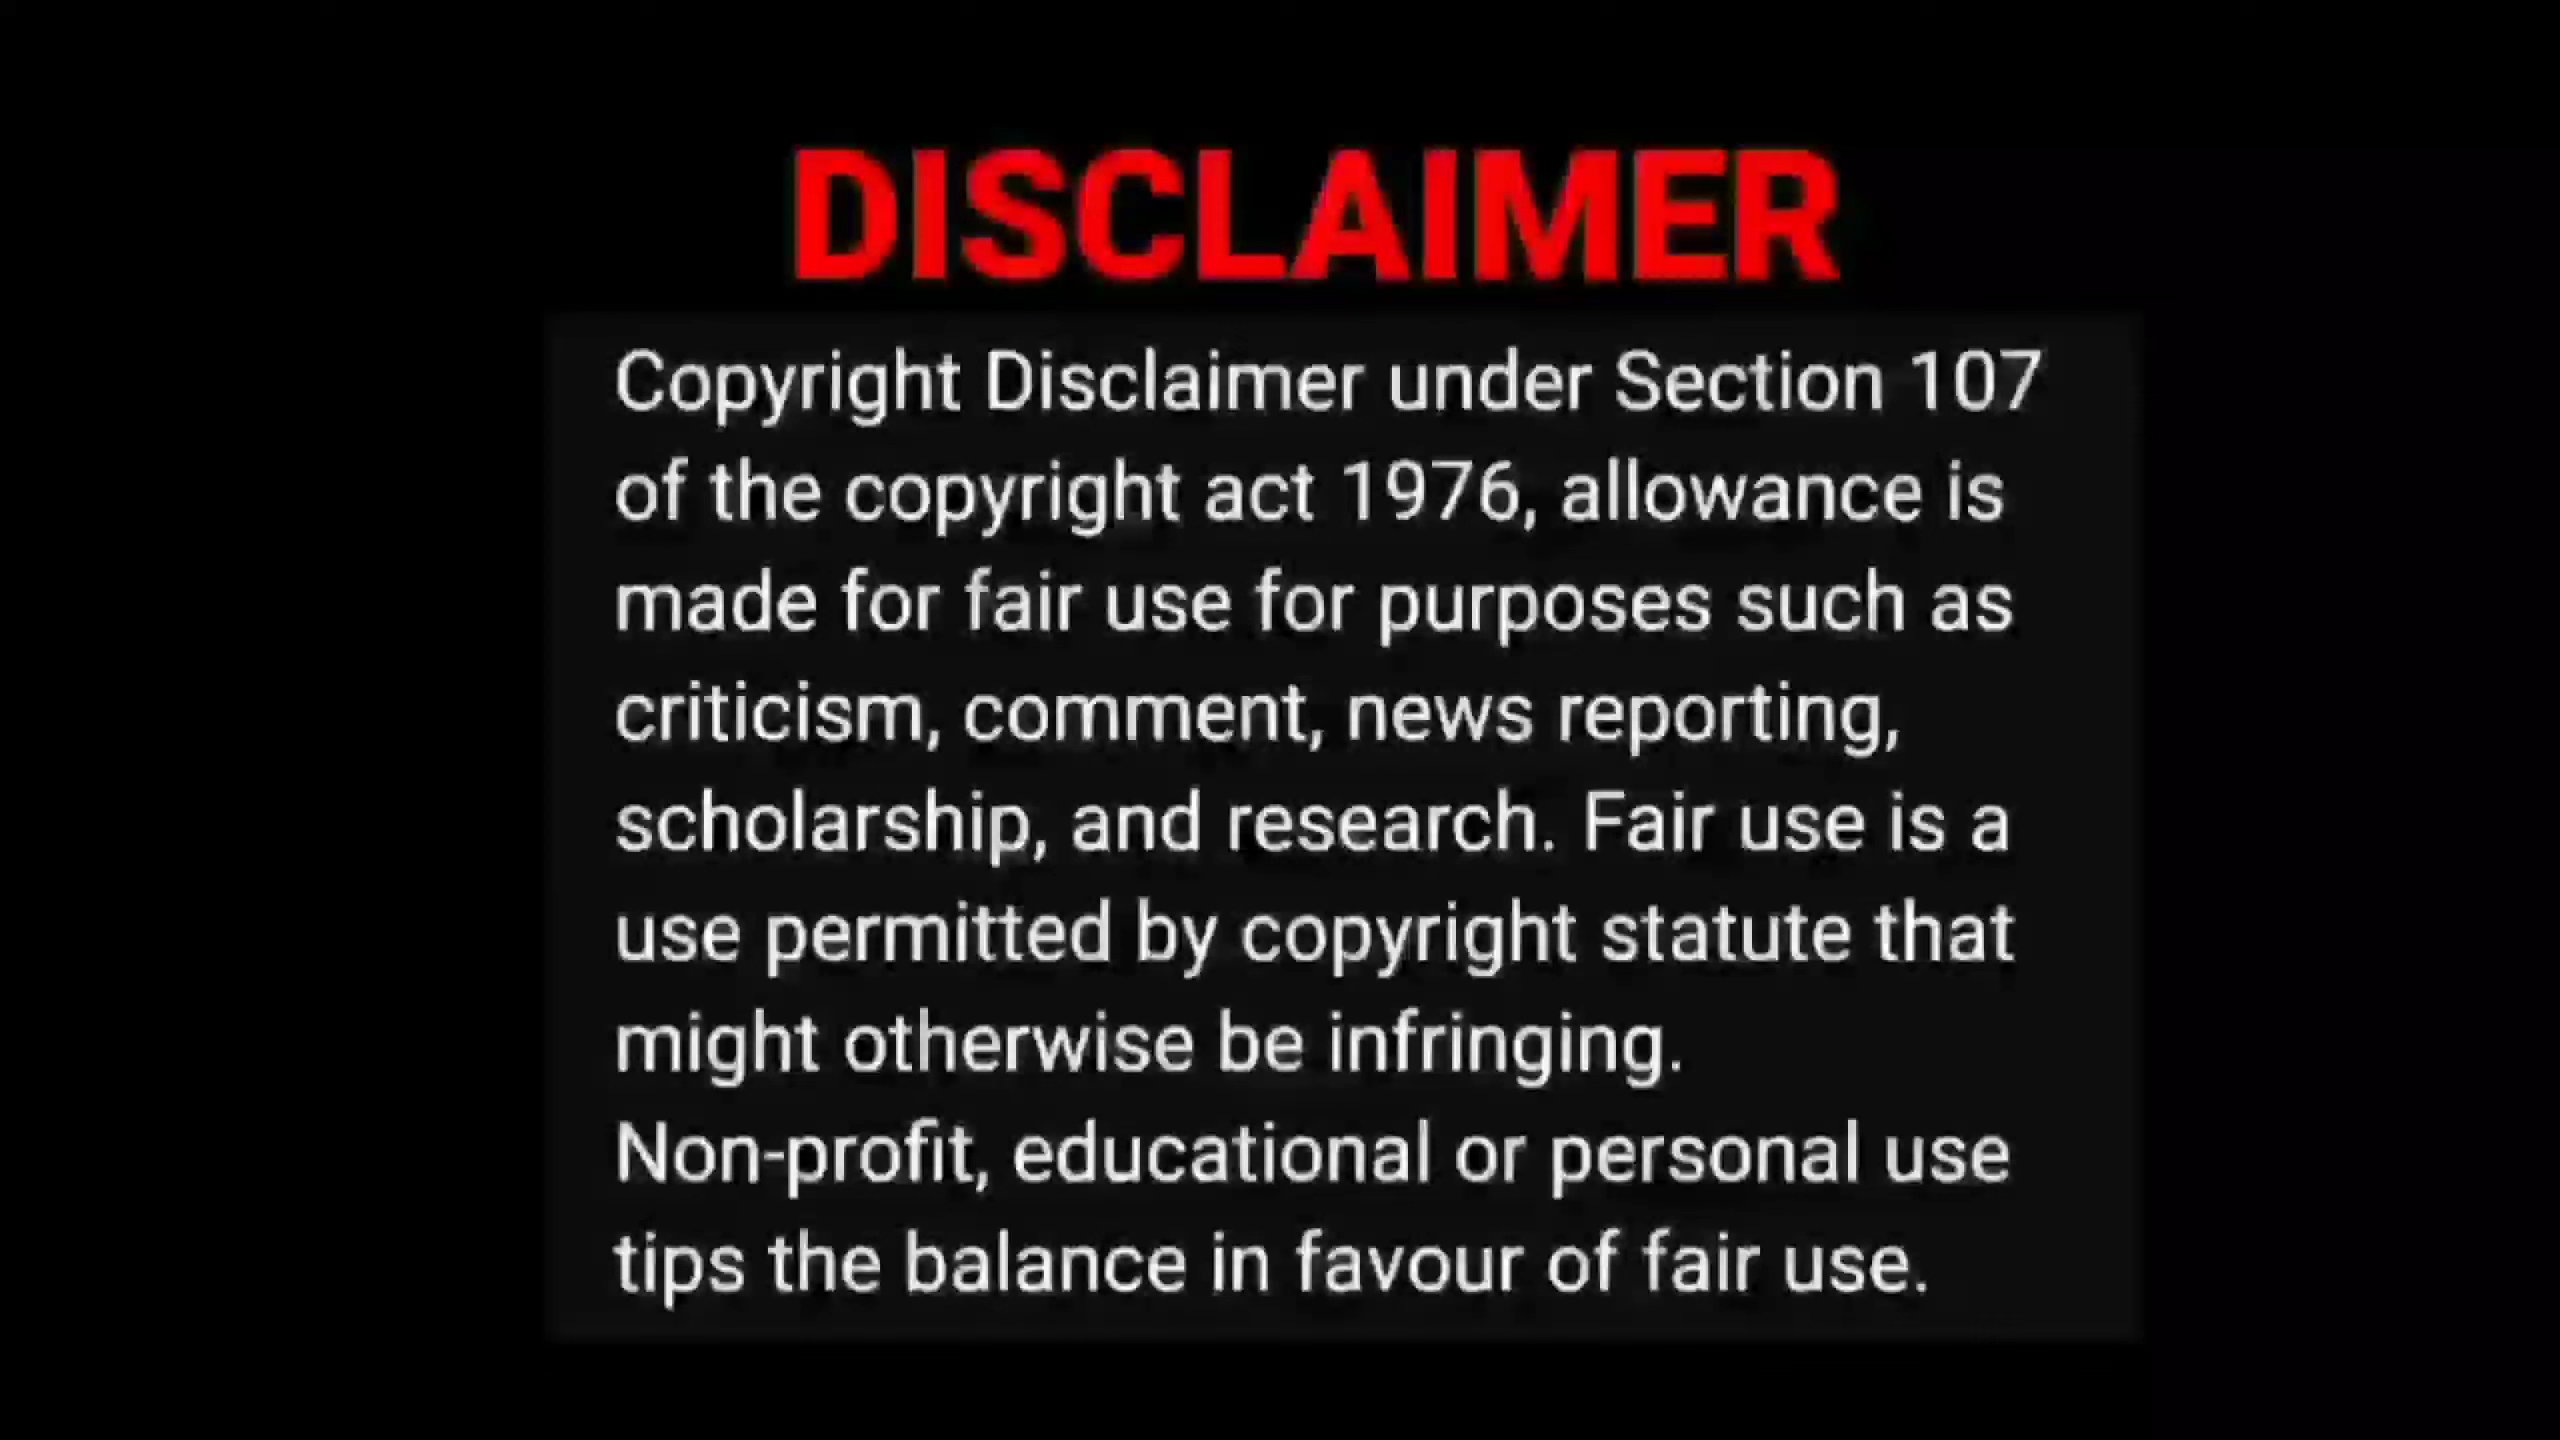 DISCLAIMER
Copyright Disclaimer under Section 107
of the copyright act 1976, allowance is
made for fair use for purposes such as
criticism, comment, news reporting,
scholarship, and research. Fair use is a
use permitted by copyright statute that
might otherwise be infringing.
Non-profit, educational or personal use
tips the balance in favour of fair use.